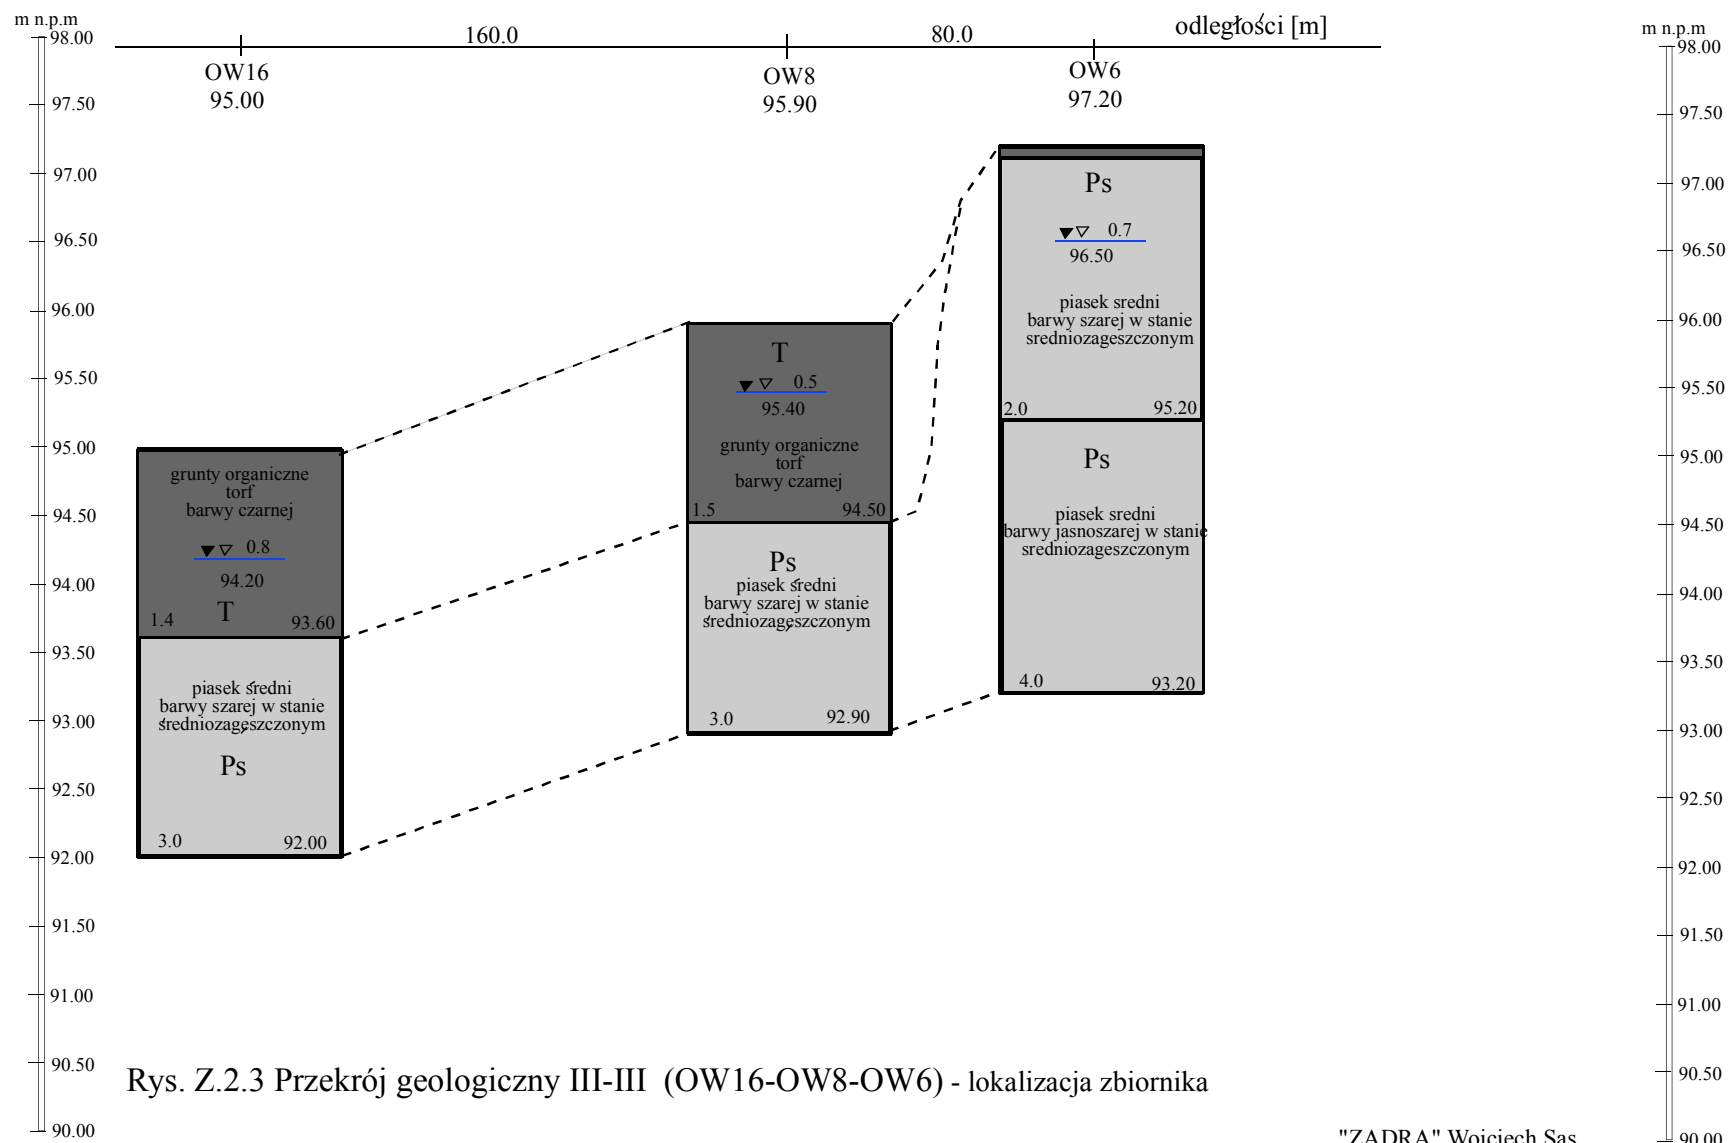 m n.p.m
98.00
97.50
97.00
96.50
96.00
95.50
95.00
94.50
94.00
93.50
93.00
92.50
92.00
91.50
91.00
90.50
90.00
160.0
80.0
odległości [m]
OW16
95.00
OW8
95.90
OW6
97.20
grunty organiczne
torf
barwy czarnej
0.8
94.20
T
1.4 93.60
piasek średni
barwy szarej w stanie
średniozagęszczonym
Ps
3.0 92.00
T
0.5
95.40
grunty organiczne
torf
barwy czarnej
1.5 94.50
Ps
piasek średni
barwy szarej w stanie
średniozagęszczonym
3.0 92.90
Ps
0.7
96.50
piasek sredni
barwy szarej w stanie
sredniozageszczonym
2.0 95.20
Ps
piasek sredni
barwy jasnoszarej w stanie
sredniozageszczonym
4.0 93.20
m n.p.m
98.00
97.50
97.00
96.50
96.00
95.50
95.00
94.50
94.00
93.50
93.00
92.50
92.00
91.50
91.00
90.50
90.00
Rys. Z.2.3 Przekrój geologiczny III-III (OW16-OW8-OW6) - lokalizacja zbiornika
"ZADRA" Wojciech Sas